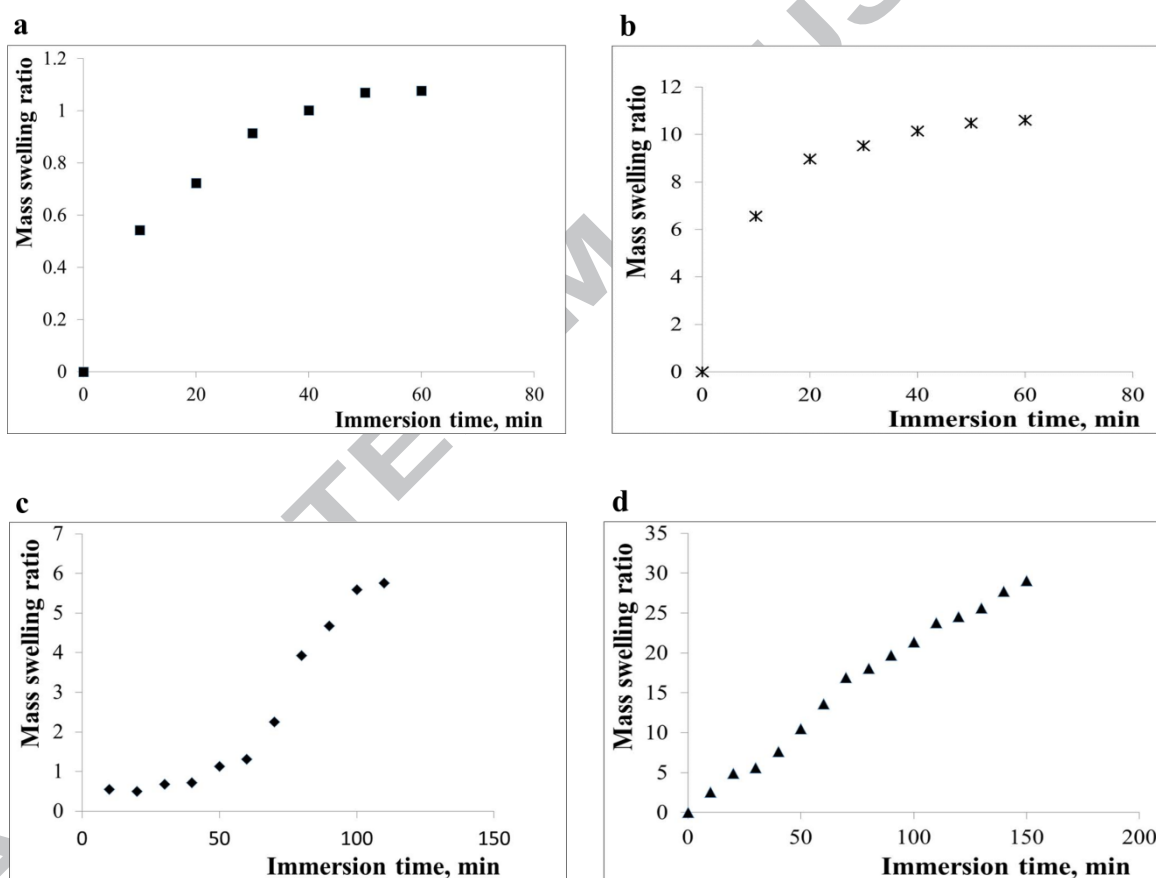 a
Mass swelling ratio
1.2
1
0.8
0.6
0.4
0.2
0
0 20 40 60 80
Immersion time, min
b
Mass swelling ratio
12
10
8
6
4
2
0
0 20 40 60 80
Immersion time, min
c
Mass swelling ratio
7
6
5
4
3
2
1
0
0 50 100 150
Immersion time, min
d
Mass swelling ratio
35
30
25
20
15
10
5
0
0 50 100 150 200
Immersion time, min